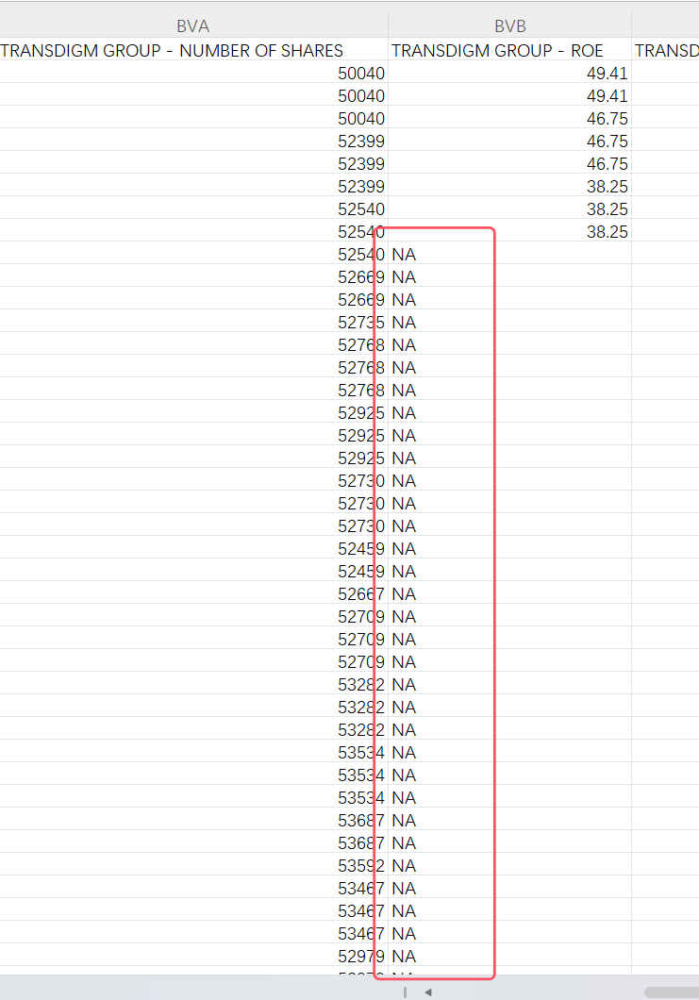 BVA BVB
TRANSDIGM GROUP - NUMBER OF SHARES TRANSDIGM GROUP - ROE TRANSD
50040 49.41
50040 49.41
50040 46.75
52399 46.75
52399 46.75
52399 38.25
52540 38.25
52540 38.25
52540 NA
52669 NA
52669 NA
52735 NA
52768 NA
52768 NA
52768 NA
52925 NA
52925 NA
52925 NA
52730 NA
52730 NA
52730 NA
52459 NA
52459 NA
52667 NA
52709 NA
52709 NA
52709 NA
53282 NA
53282 NA
53282 NA
53534 NA
53534 NA
53534 NA
53687 NA
53687 NA
53592 NA
53467 NA
53467 NA
53467 NA
52979 NA